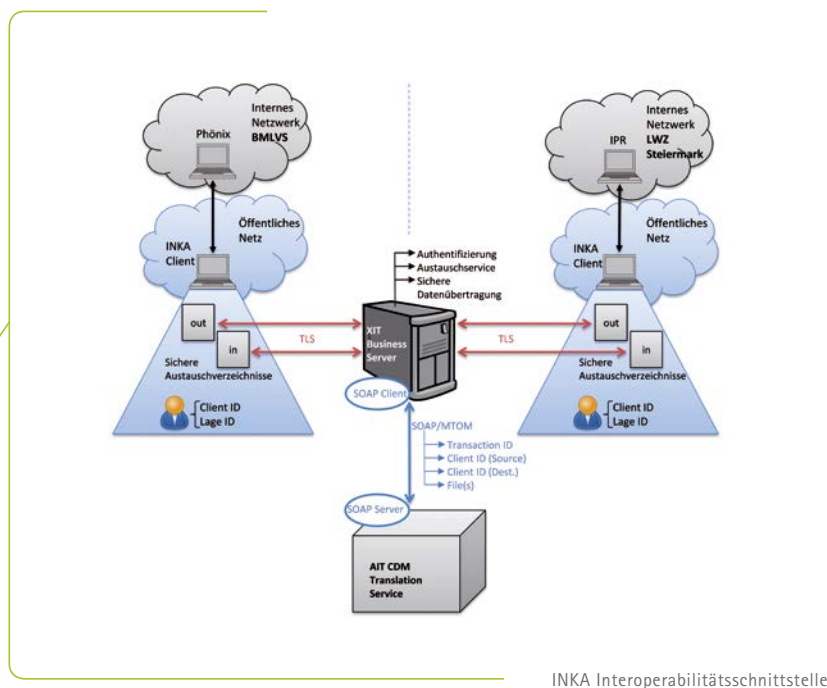 Internes
Netzwerk
BMLVS
Phönix
Öffentliches
Netz
INKA
Client
out
in
Sichere
Austauschverzeichnisse
Client ID
Lage ID
TLS
Authentifizierung
Austauschservice
Sichere
Datenübertragung
XIT
Business
Server
SOAP Client
SOAP/MTOM
Transaction ID
Client ID (Source)
Client ID (Dest.)
File(s)
SOAP Server
AIT CDM
Translation
Service
Internes
Netzwerk
LWZ
Steiermark
IPR
Öffentliches
Netz
INKA
Client
TLS
out
in
Sichere
Austauschverzeichnisse
Client ID
Lage ID
INKA Interoperabilitätsschnittstelle